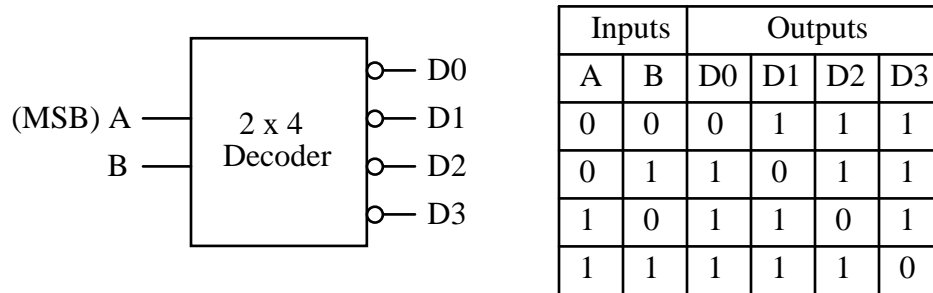 (MSB) A
B
2 x 4
Decoder
D0
D1
D2
D3
Inputs Outputs
A B D0 D1 D2 D3
0 0 0 1 1 1
0 1 1 0 1 1
1 0 1 1 0 1
1 1 1 1 1 0